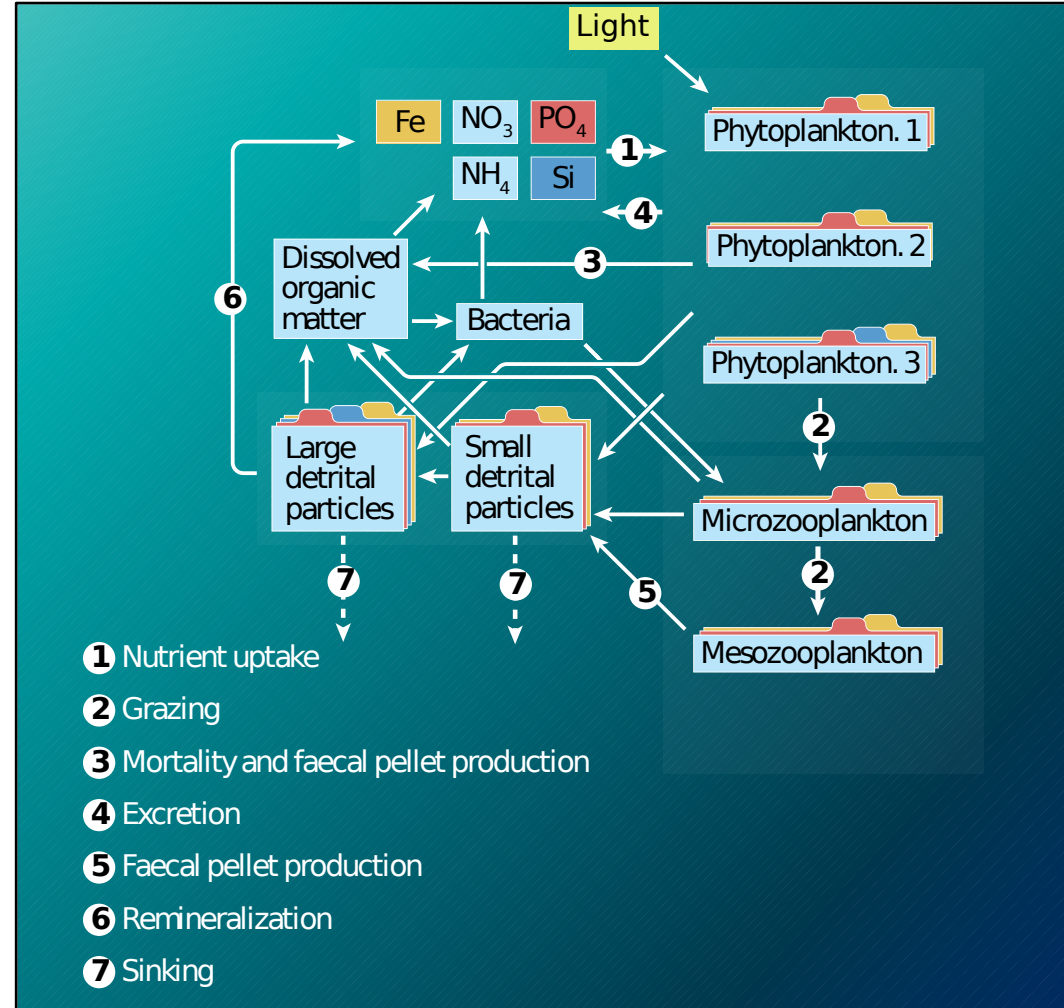 Light
Fe
NO3
PO4
NH4
Si
1
4
3
6
2
2
5
7
7
Phytoplankton. 1
Phytoplankton. 2
Phytoplankton. 3
Dissolved
organic
matter
Bacteria
Large
detrital
particles
Small
detrital
particles
Microzooplankton
Mesozooplankton
1 Nutrient uptake
2 Grazing
3 Mortality and faecal pellet production
4 Excretion
5 Faecal pellet production
6 Remineralization
7 Sinking